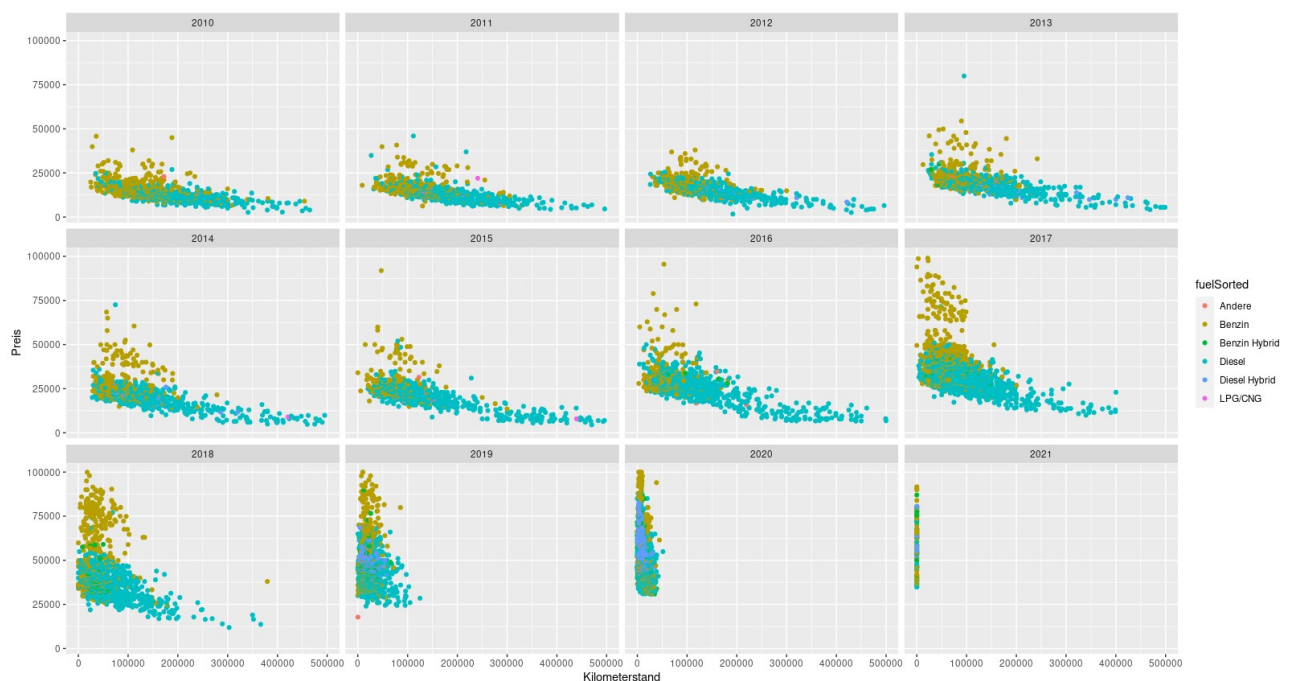 2010 2011 2012 2013
100000
75000
50000
25000
0
2014 2015 2016 2017
100000
75000
50000
25000
0
2018 2019 2020 2021
100000
75000
50000
25000
0
Preis
0 100000 200000 300000 400000 500000 0 100000 200000 300000 400000 500000 0 100000 200000 300000 400000 500000 0 100000 200000 300000 400000 500000
Kilometerstand
fuelSorted
Andere
Benzin
Benzin Hybrid
Diesel
Diesel Hybrid
LPG/CNG